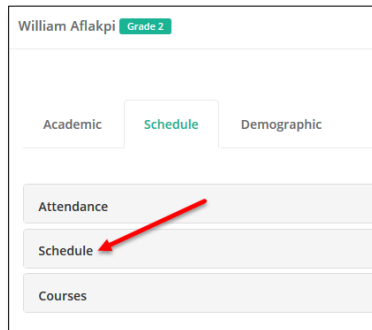 William Aflakpi Grade 2
Academic Schedule Demographic
Attendance
Schedule
Courses